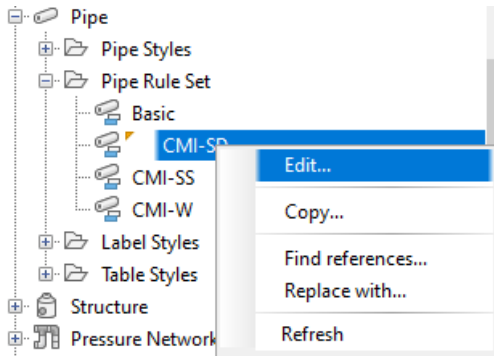 Pipe
Pipe Styles
Pipe Rule Set
Basic
CMI-SD
CMI-SS
CMI-W
Label Styles
Table Styles
Structure
Pressure Network
Edit...
Copy...
Find references...
Replace with...
Refresh